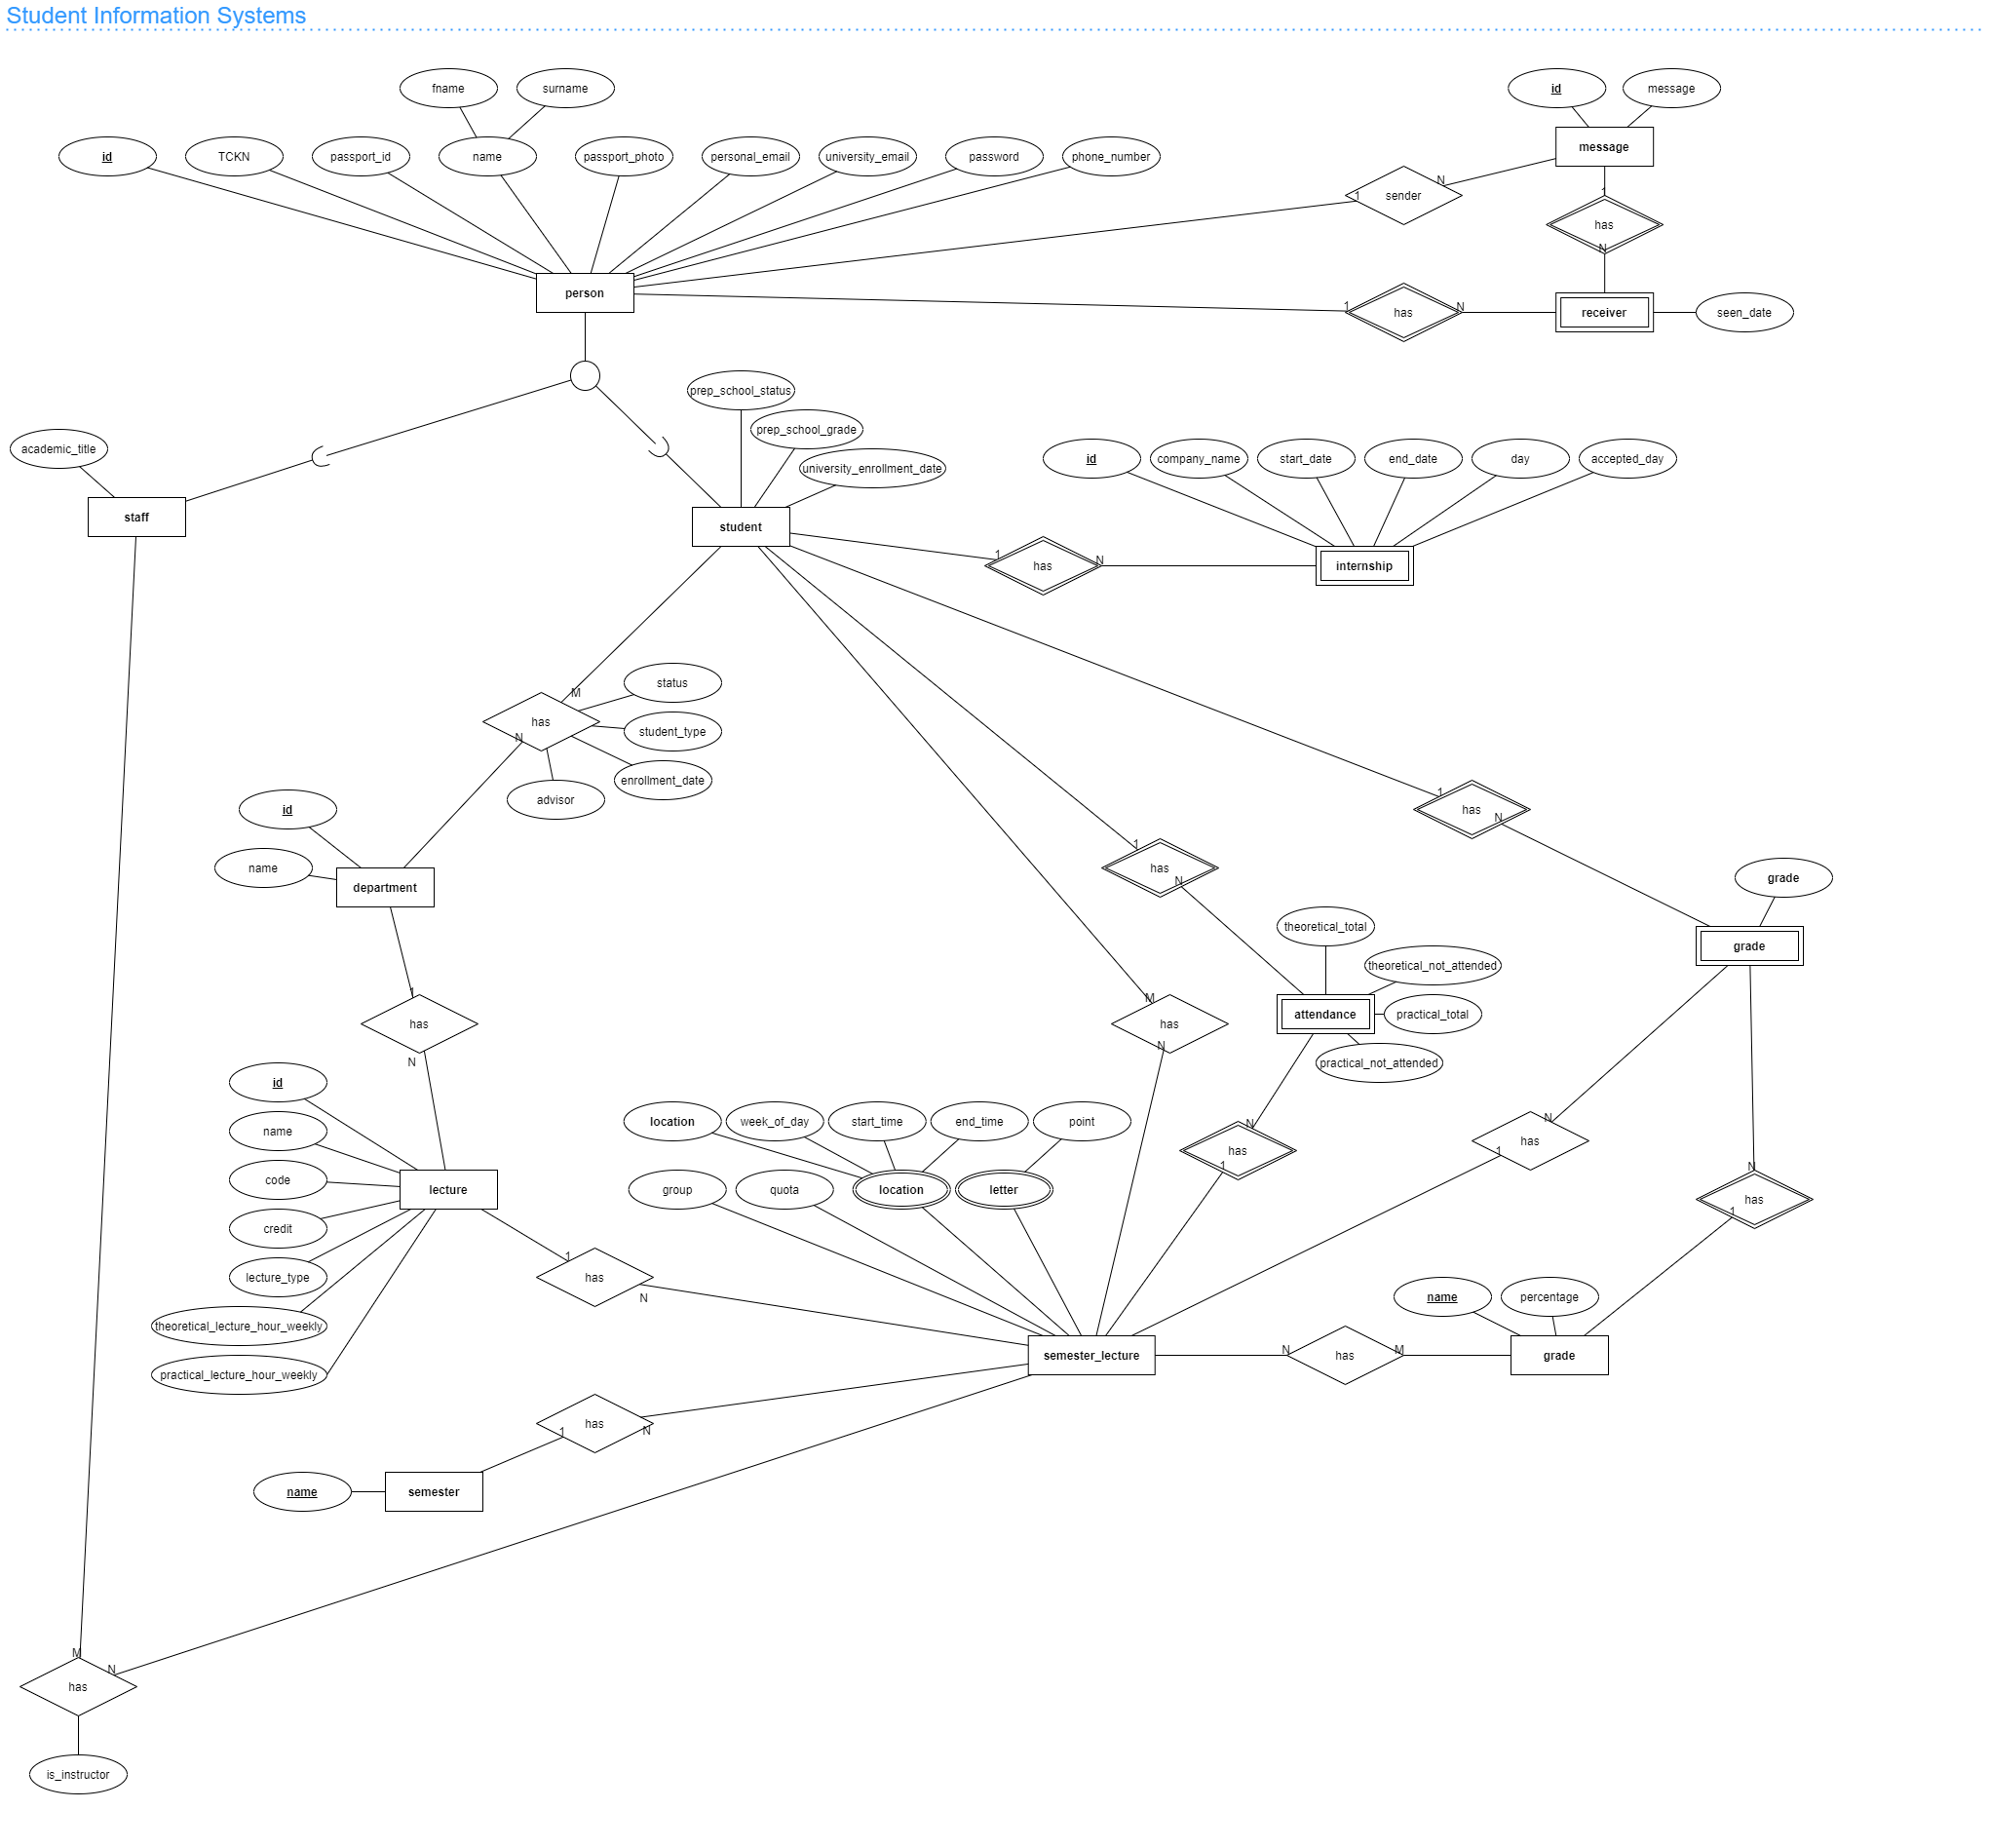 Student Information Systems
fname
surname
id
message
id
TCKN
passport_id
name
passport_photo
personal_email
university_email
password
phone_number
message
N
sender
1
1
has
N
person
1
has
N
receiver
seen_date
prep_school_status
prep_school_grade
university_enrollment_date
academic_title
id
company_name
start_date
end_date
day
accepted_day
staff
student
1
has
N
internship
status
M
has
student_type
N
enrollment_date
advisor
id
1
has
N
name
department
1
has
N
grade
grade
theoretical_total
theoretical_not_attended
attendance
practical_total
practical_not_attended
1
has
N
M
has
N
id
name
code
credit
lecture_type
theoretical_lecture_hour_weekly
practical_lecture_hour_weekly
lecture
location
week_of_day
start_time
end_time
point
group
quota
location
letter
N
has
1
N
has
1
N
has
1
1
has
N
name
percentage
semester_lecture
N
has
M
grade
has
1
N
name
semester
M
N
has
is_instructor